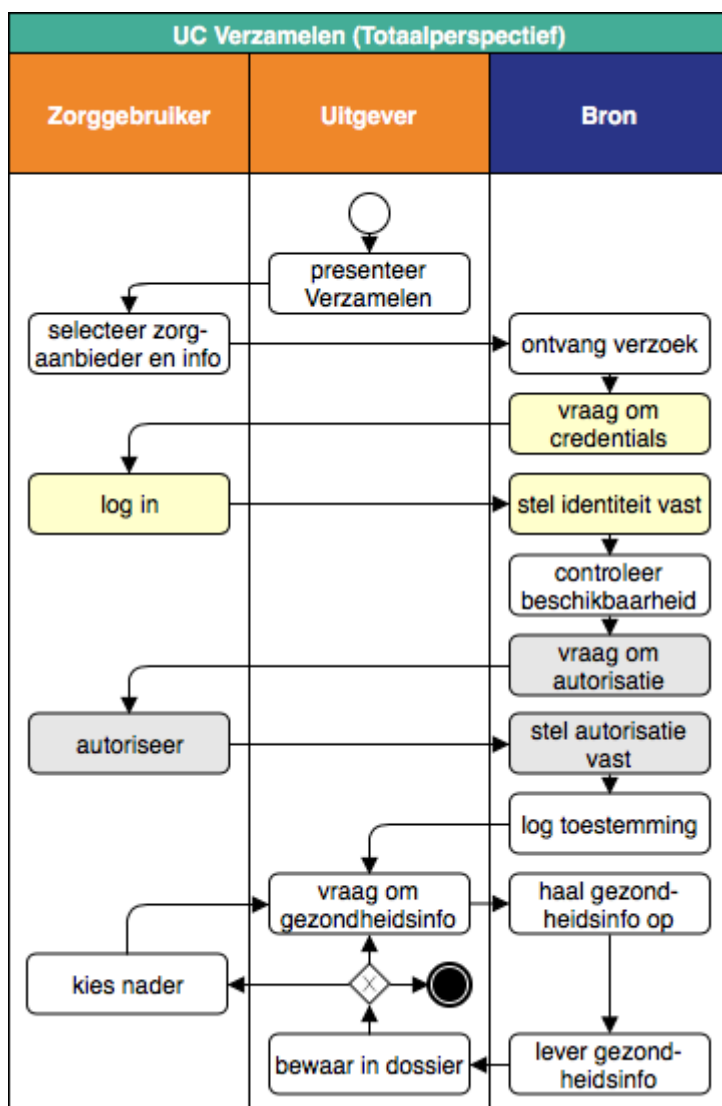 UC Verzamelen (Totaalperspectief)
Zorggebruiker
Uitgever
Bron
presenteer
Verzamelen
selecteer zorg-
aanbieder en info
ontvang verzoek
vraag om
credentials
log in
stel identiteit vast
controleer
beschikbaarheid
vraag om
autorisatie
autoriseer
stel autorisatie
vast
log toestemming
vraag om
gezondheidsinfo
haal gezond-
heidsinfo op
kies nader
X
bewaar in dossier
lever gezond-
heidsinfo